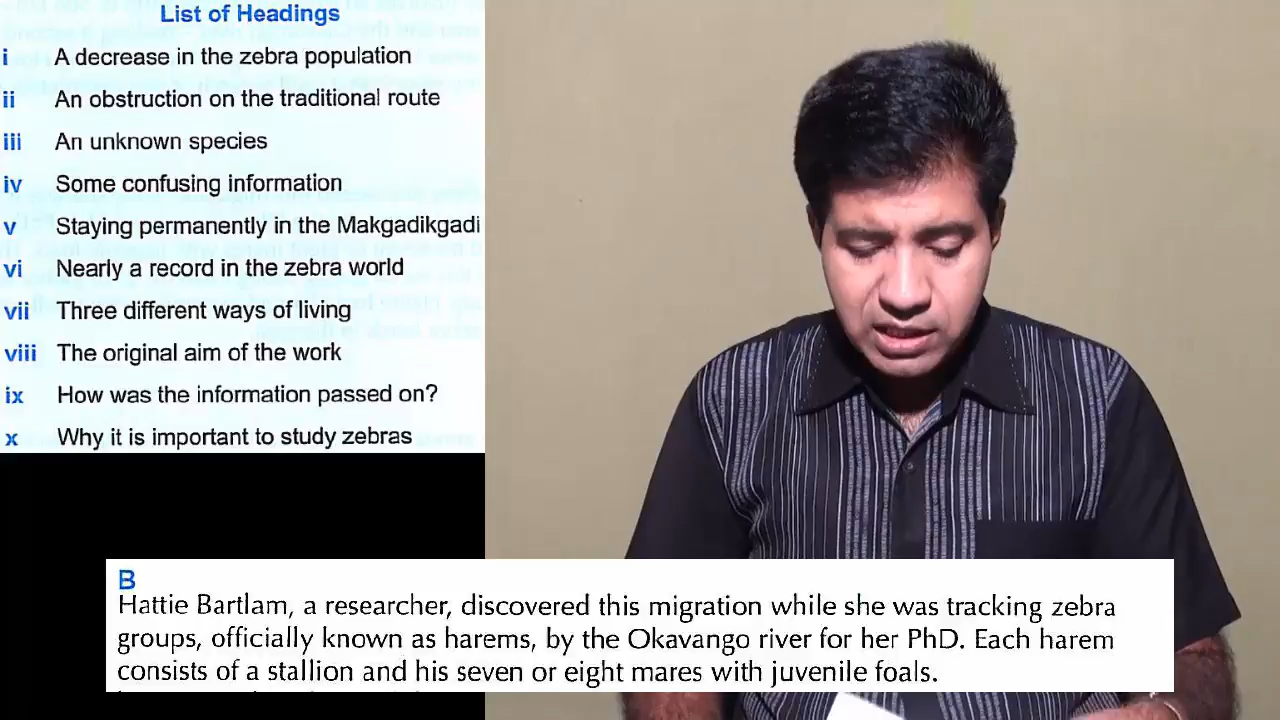 List of Headings
i A decrease in the zebra population
ii An obstruction on the traditional route
iii An unknown species
iv Some confusing information
v Staying permanently in the Makgadikgadi
vi Nearly a record in the zebra world
vii Three different ways of living
viii The original aim of the work
ix How was the information passed on?
x Why it is important to study zebras
B
Hattie Bartlam, a researcher, discovered this migration while she was tracking zebra
groups, officially known as harems, by the Okavango river for her PhD. Each harem
consists of a stallion and his seven or eight mares with juvenile foals.